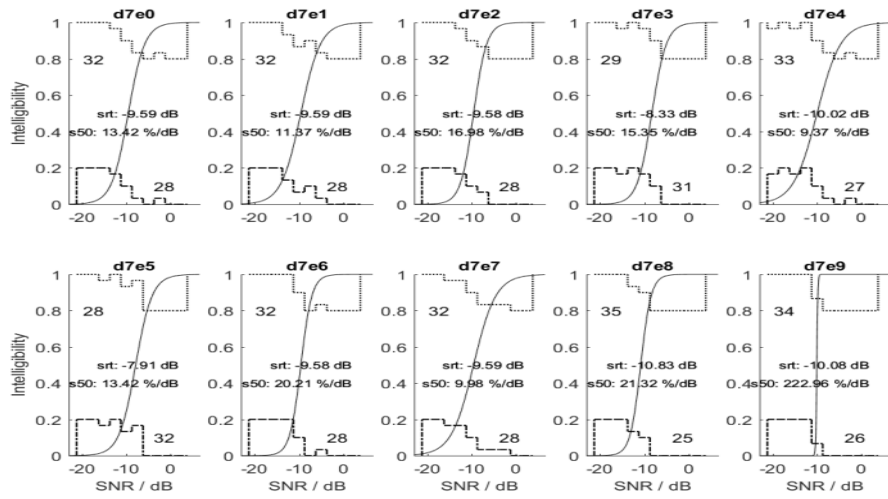 d7e0 d7e1 d7e2 d7e3 d7e4
1 1 1 1 1
0.8 0.8 0.8 0.8 0.8
32 32 32 29 33
0.6 0.6 0.6 0.6 0.6
srt: -9.59 dB srt: -9.59 dB srt: -9.58 dB srt: -8.33 dB srt: -10.02 dB
0.4 s50: 13.42 %/dB 0.4 s50: 11.37 %/dB 0.4 s50: 16.98 %/dB 0.4 s50: 15.35 %/dB 0.4 s50: 9.37 %/dB
Intelligibility
0.2 0.2 0.2 0.2 0.2
28 28 28 31 27
0 0 0 0 0
-20 -10 0 -20 -10 0 -20 -10 0 -20 -10 0 -20 -10 0
d7e5 d7e6 d7e7 d7e8 d7e9
1 1 1 1 1
0.8 0.8 0.8 0.8 0.8
28 32 32 35 34
0.6 0.6 0.6 0.6 0.6
srt: -7.91 dB srt: -9.58 dB srt: -9.59 dB srt: -10.83 dB srt: -10.08 dB
0.4 s50: 13.42 %/dB 0.4 s50: 20.21 %/dB 0.4 s50: 9.98 %/dB 0.4 s50: 21.32 %/dB 0.4 s50: 222.96 %/dB
Intelligibility
0.2 0.2 0.2 0.2 0.2
32 28 28 25 26
0 0 0 0 0
-20 -10 0 -20 -10 0 -20 -10 0 -20 -10 0 -20 -10 0
SNR / dB SNR / dB SNR / dB SNR / dB SNR / dB